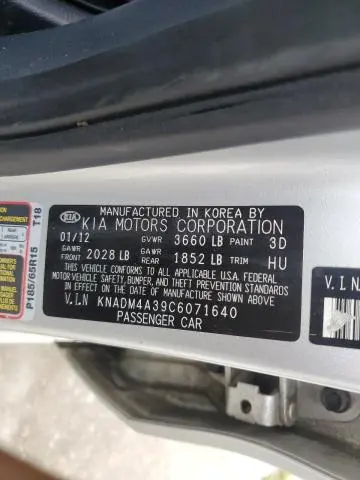 MANUFACTURED IN KOREA BY
KIA KIA MOTORS CORPORATION
01/12 GVWR 3660 LB PAINT 3D
GAWR FRONT 2028 LB GAWR REAR 1852 LB TRIM HU
THIS VEHICLE CONFORMS TO ALL APPLICABLE U.S.A. FEDERAL
MOTOR VEHICLE SAFETY, BUMPER, AND THEFT PREVENTION STANDARDS
IN EFFECT ON THE DATE OF MANUFACTURE SHOWN ABOVE.
V.I.N KNADM4A39C6071640
PASSENGER CAR
T18
P185/65R15
V.I.N